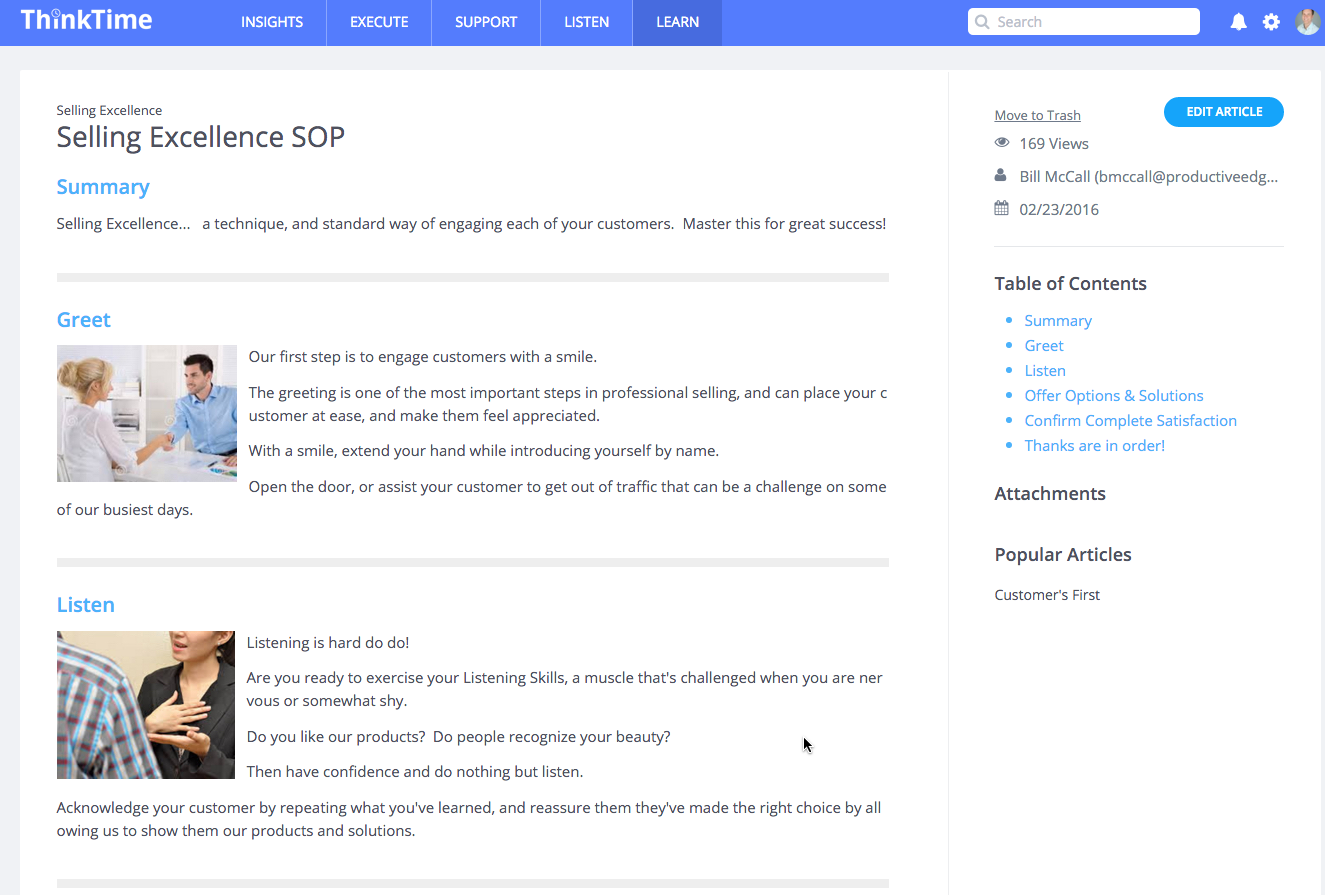 ThinkTime
INSIGHTS
EXECUTE
SUPPORT
LISTEN
LEARN
Search
Selling Excellence
Selling Excellence SOP
Summary
Selling Excellence...   a technique, and standard way of engaging each of your customers.  Master this for great success!
Greet
Our first step is to engage customers with a smile.
The greeting is one of the most important steps in professional selling, and can place your c
ustomer at ease, and make them feel appreciated.
With a smile, extend your hand while introducing yourself by name.
Open the door, or assist your customer to get out of traffic that can be a challenge on some
of our busiest days.
Listen
Listening is hard do do!
Are you ready to exercise your Listening Skills, a muscle that's challenged when you are ner
vous or somewhat shy.
Do you like our products?  Do people recognize your beauty?
Then have confidence and do nothing but listen.
Acknowledge your customer by repeating what you've learned, and reassure them they've made the right choice by all
owing us to show them our products and solutions.
Move to Trash
EDIT ARTICLE
169 Views
Bill McCall (bmccall@productiveedg...
02/23/2016
Table of Contents
Summary
Greet
Listen
Offer Options & Solutions
Confirm Complete Satisfaction
Thanks are in order!
Attachments
Popular Articles
Customer's First